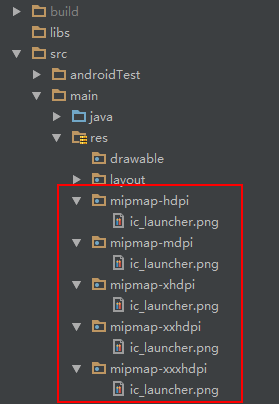 build
libs
src
androidTest
main
java
res
drawable
layout
mipmap-hdpi
ic_launcher.png
mipmap-mdpi
ic_launcher.png
mipmap-xhdpi
ic_launcher.png
mipmap-xxhdpi
ic_launcher.png
mipmap-xxxhdpi
ic_launcher.png